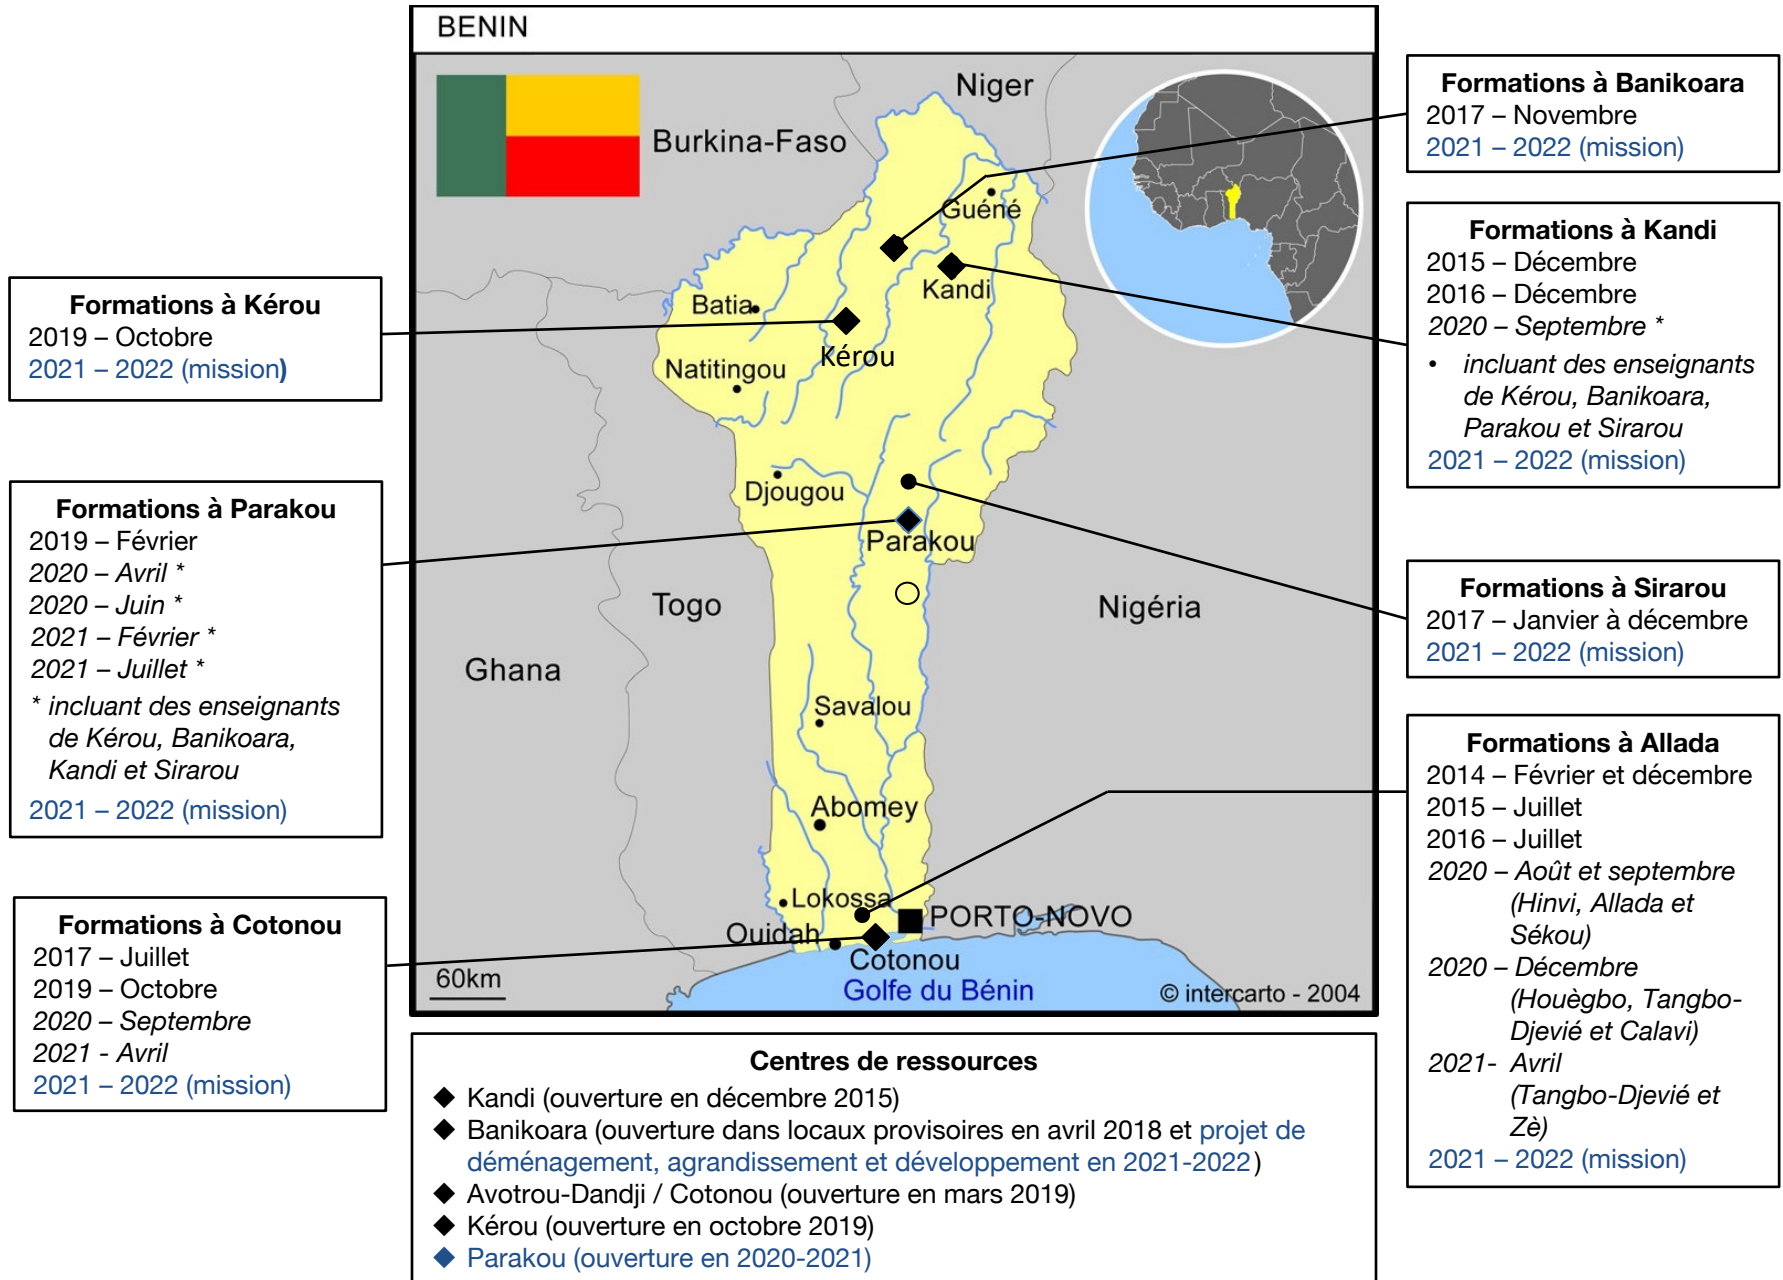 BENIN
Niger
Burkina-Faso
Guéné
Kandi
Batia
Kérou
Natitingou
Djougou
Parakou
Togo
Nigéria
Ghana
Savalou
Abomey
Lokossa
PORTO-NOVO
Ouidah
Cotonou
60km
Golfe du Bénin
© intercarto - 2004
Formations à Kérou
2019 – Octobre
2021 – 2022 (mission)
Formations à Parakou
2019 – Février
2020 – Avril *
2020 – Juin *
2021 – Février *
2021 – Juillet *
* incluant des enseignants
de Kérou, Banikoara,
Kandi et Sirarou
2021 – 2022 (mission)
Formations à Cotonou
2017 – Juillet
2019 – Octobre
2020 – Septembre
2021 - Avril
2021 – 2022 (mission)
Formations à Banikoara
2017 – Novembre
2021 – 2022 (mission)
Formations à Kandi
2015 – Décembre
2016 – Décembre
2020 – Septembre *
• incluant des enseignants
de Kérou, Banikoara,
Parakou et Sirarou
2021 – 2022 (mission)
Formations à Sirarou
2017 – Janvier à décembre
2021 – 2022 (mission)
Formations à Allada
2014 – Février et décembre
2015 – Juillet
2016 – Juillet
2020 – Août et septembre
(Hinvi, Allada et
Sékou)
2020 – Décembre
(Houègbo, Tangbo-
Djevié et Calavi)
2021- Avril
(Tangbo-Djevié et
Zè)
2021 – 2022 (mission)
Centres de ressources
◆ Kandi (ouverture en décembre 2015)
◆ Banikoara (ouverture dans locaux provisoires en avril 2018 et projet de
déménagement, agrandissement et développement en 2021-2022)
◆ Avotrou-Dandji / Cotonou (ouverture en mars 2019)
◆ Kérou (ouverture en octobre 2019)
◆ Parakou (ouverture en 2020-2021)